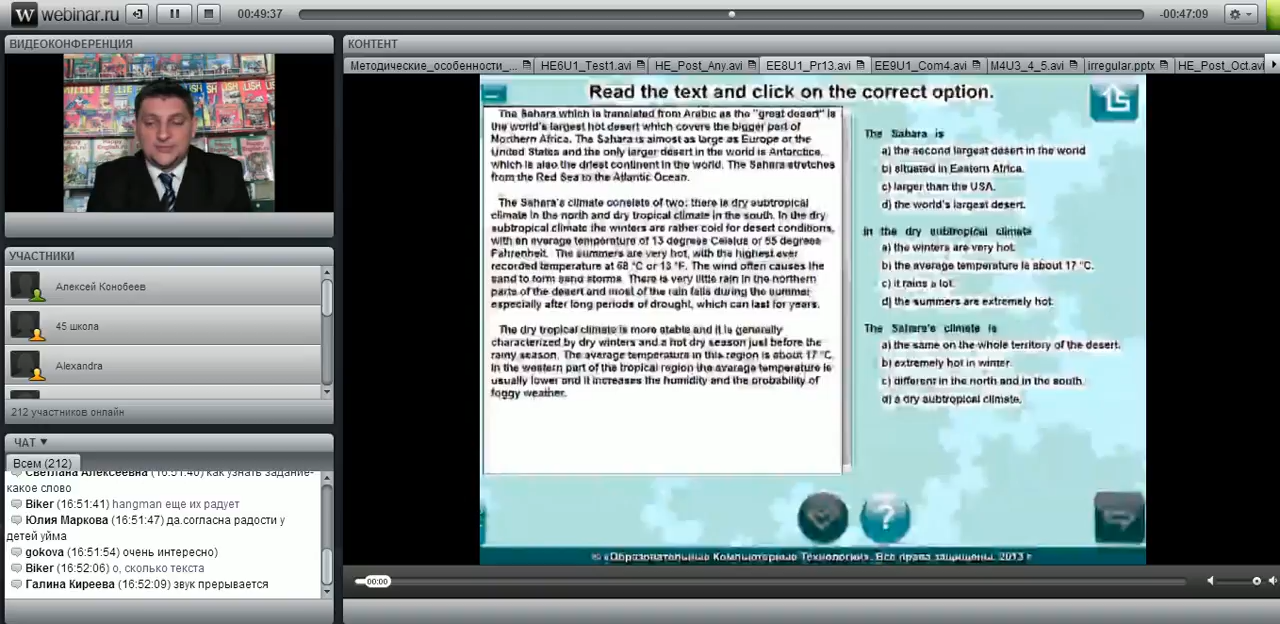 webinar.ru
00:49:37
-00:47:09
ВИДЕОКОНФЕРЕНЦИЯ
УЧАСТНИКИ
Алексей Конобеев
45 школа
Alexandra
212 участников онлайн
ЧАТ
Всем (212)
Светлана Алексеевна (16:51:40) как узнать задание-
какое слово
Biker (16:51:41) hangman еще их радует
Юлия Маркова (16:51:47) да.согласна радости у
детей уйма
gokova (16:51:54) очень интересно)
Biker (16:52:06) о, сколько текста
Галина Киреева (16:52:09) звук прерывается
КОНТЕНТ
Методические_особенности_... HE6U1_Test1.avi HE_Post_Any.avi EE8U1_Pr13.avi EE9U1_Com4.avi M4U3_4_5.avi irregular.pptx HE_Post_Oct.avi
Read the text and click on the correct option.
The Sahara which is translated from Arabic as the "great desert" is
the world's largest hot desert which covers the bigger part of
Northern Africa. The Sahara is almost as large as Europe or the
United States and the only larger desert in the world is Antarctica,
which is also the driest continent in the world. The Sahara stretches
from the Red Sea to the Atlantic Ocean.
The Sahara's climate consists of two: there is dry subtropical
climate in the north and dry tropical climate in the south. In the dry
subtropical climate the winters are rather cold for desert conditions,
with an average temperature of 13 degrees Celsius or 55 degrees
Fahrenheit. The summers are very hot, with the highest ever
recorded temperature at 58 °C or 13 °F. The wind often causes the
sand to form sand storms. There is very little rain in the northern
parts of the desert and most of the rain falls during the summer
especially after long periods of drought, which can last for years.
The dry tropical climate is more stable and it is generally
characterized by dry winters and a hot dry season just before the
rainy season. The average temperature in this region is about 17 °C.
In the western part of the tropical region the average temperature is
usually lower and it increases the humidity and the probability of
foggy weather.
The Sahara is
a) the second largest desert in the world
b) situated in Eastern Africa.
c) larger than the USA.
d) the world's largest desert.
In the dry subtropical climate
a) the winters are very hot.
b) the average temperature is about 17 °C.
c) it rains a lot.
d) the summers are extremely hot.
The Sahara's climate is
a) the same on the whole territory of the desert.
b) extremely hot in winter.
c) different in the north and in the south.
d) a dry subtropical climate.
?
© «Образовательные Компьютерные Технологии». Все права защищены. 2013 г
00:00